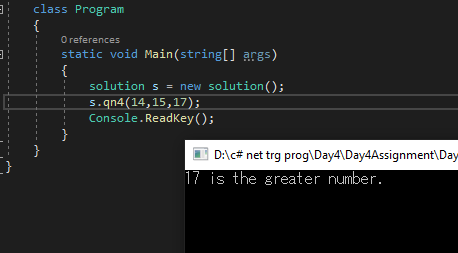 class Program
{
0 references
static void Main(string[] args)
{
solution s = new solution();
s.qn4(14,15,17);
Console.ReadKey();
}
}
}
D:\c# net trg prog\Day4\Day4Assignment\Day
17 is the greater number.